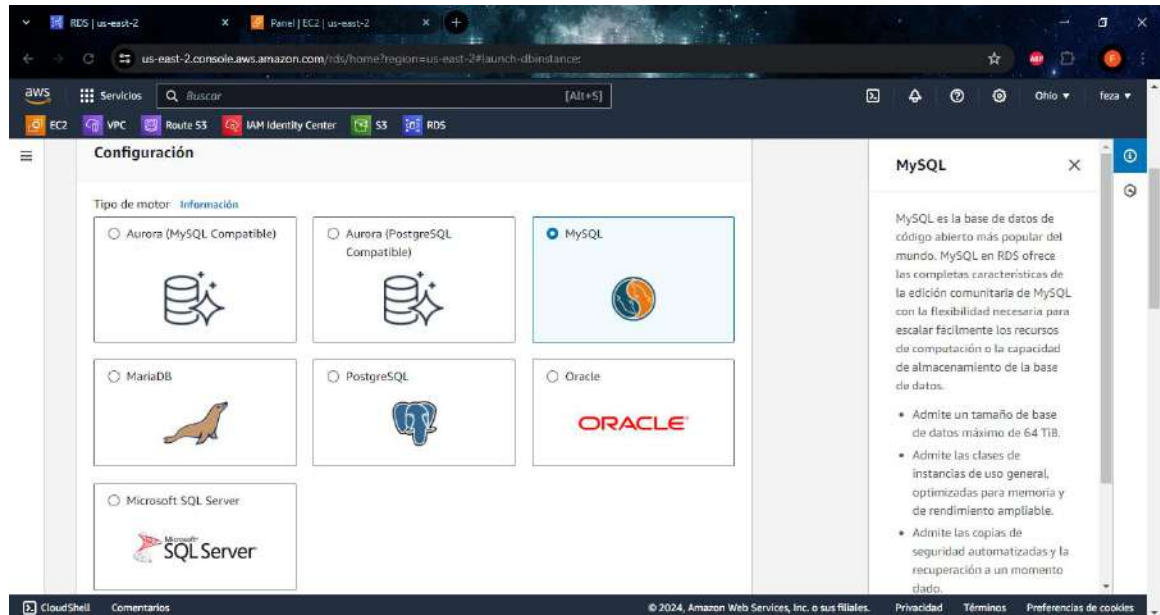 RDS | us-east-2
Panel | EC2 | us-east-2
us-east-2.console.aws.amazon.com/rds/home?region=us-east-2#launch-dbinstance:
aws
Servicios
Buscar
[Alt+S]
Ohio
feza
EC2
VPC
Route 53
IAM Identity Center
S3
RDS
Configuración
Tipo de motor Información
Aurora (MySQL Compatible)
Aurora (PostgreSQL
Compatible)
MySQL
MariaDB
PostgreSQL
Oracle
ORACLE
Microsoft SQL Server
Microsoft
SQL Server
MySQL
MySQL es la base de datos de
código abierto más popular del
mundo. MySQL en RDS ofrece
las completas características de
la edición comunitaria de MySQL
con la flexibilidad necesaria para
escalar fácilmente los recursos
de computación o la capacidad
de almacenamiento de la base
de datos.
• Admite un tamaño de base
de datos máximo de 64 TiB.
• Admite las clases de
instancias de uso general,
optimizadas para memoria y
de rendimiento ampliable.
• Admite las copias de
seguridad automatizadas y la
recuperación a un momento
dado.
CloudShell
Comentarios
© 2024, Amazon Web Services, Inc. o sus filiales.
Privacidad
Términos
Preferencias de cookies